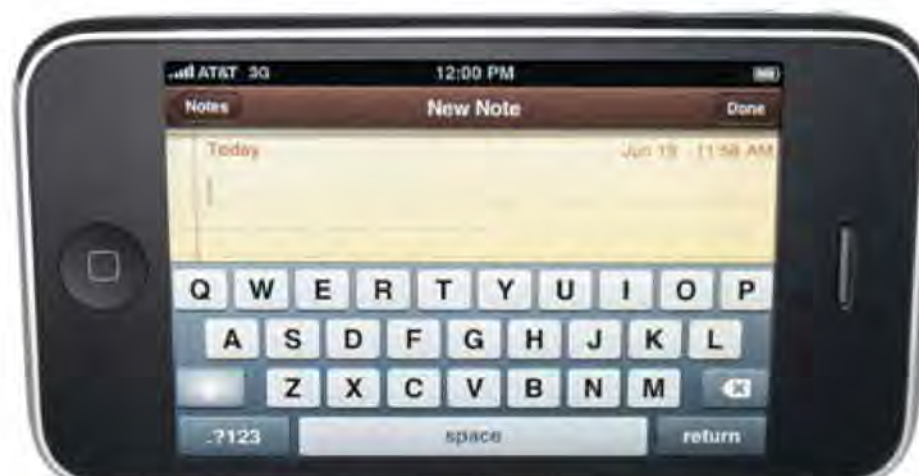 AT&T 3G 12:00 PM
Notes New Note Done
Today Jun 19 11:58 AM
Q W E R T Y U I O P
A S D F G H J K L
Z X C V B N M
.?123 space return